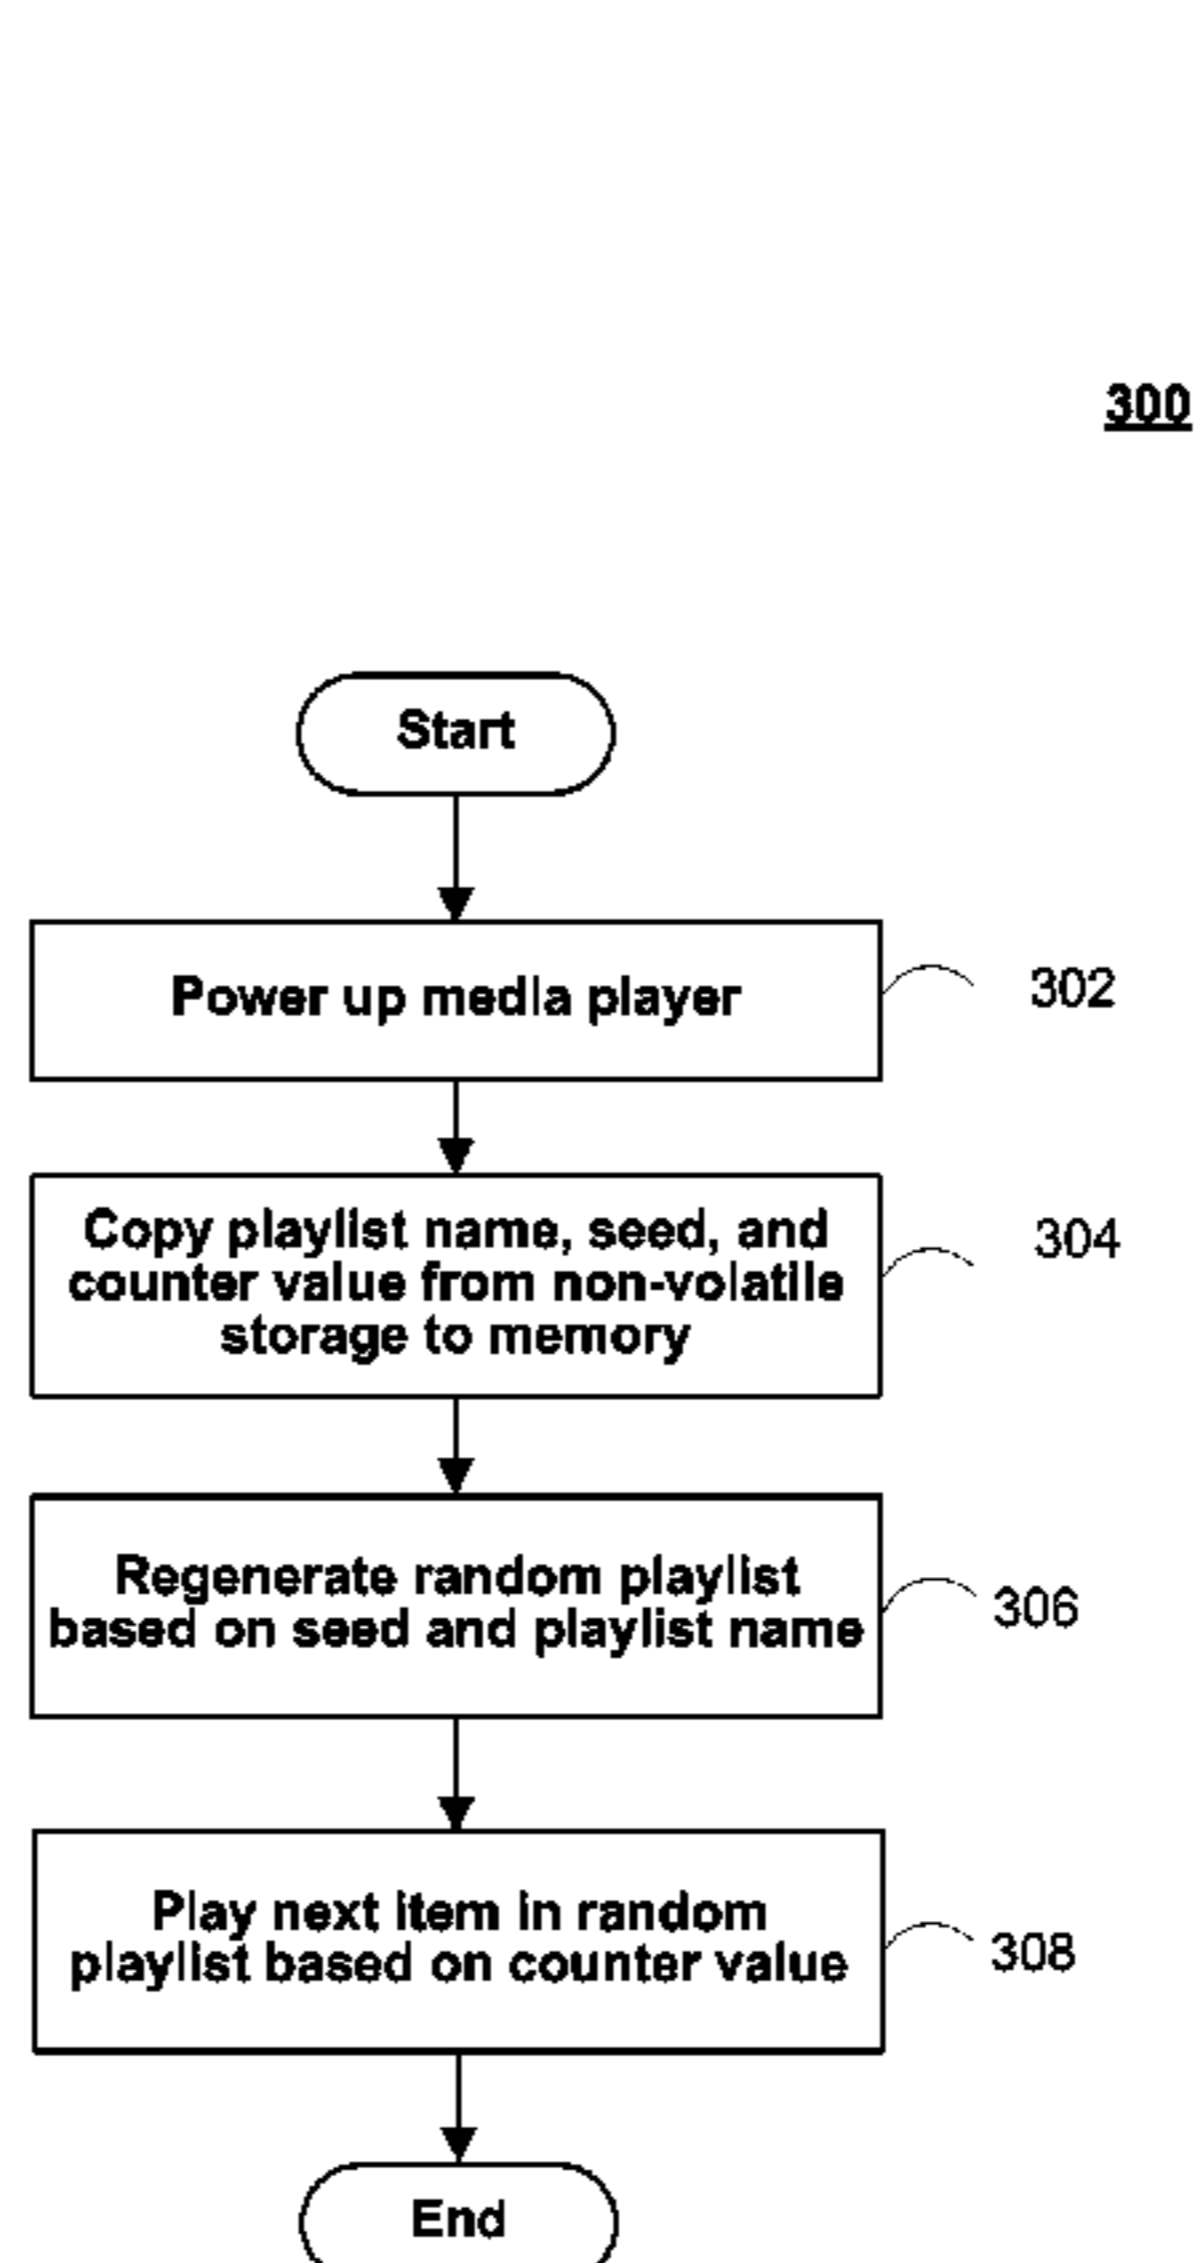 300
Start
Power up media player
302
Copy playlist name, seed, and
counter value from non-volatile
storage to memory
304
Regenerate random playlist
based on seed and playlist name
306
Play next item in random
playlist based on counter value
308
End